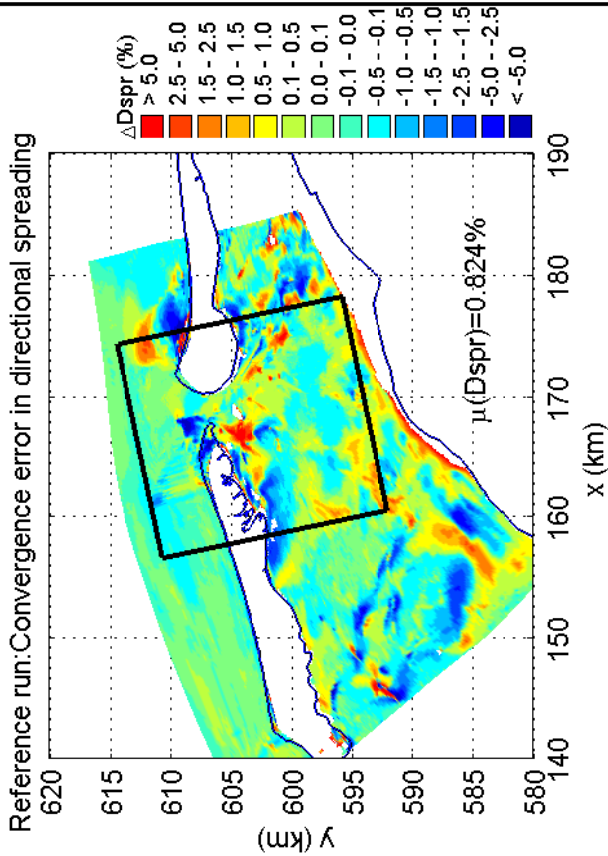 Reference run:Convergence error in directional spreading
ΔDspr (%)
> 5.0
2.5 - 5.0
1.5 - 2.5
1.0 - 1.5
0.5 - 1.0
0.1 - 0.5
0.0 - 0.1
-0.1 - 0.0
-0.5 - -0.1
-1.0 - -0.5
-1.5 - -1.0
-2.5 - -1.5
-5.0 - -2.5
< -5.0
620
615
610
605
600
595
590
585
580
y (km)
μ(Dspr)=0.824%
140
150
160
170
180
190
x (km)